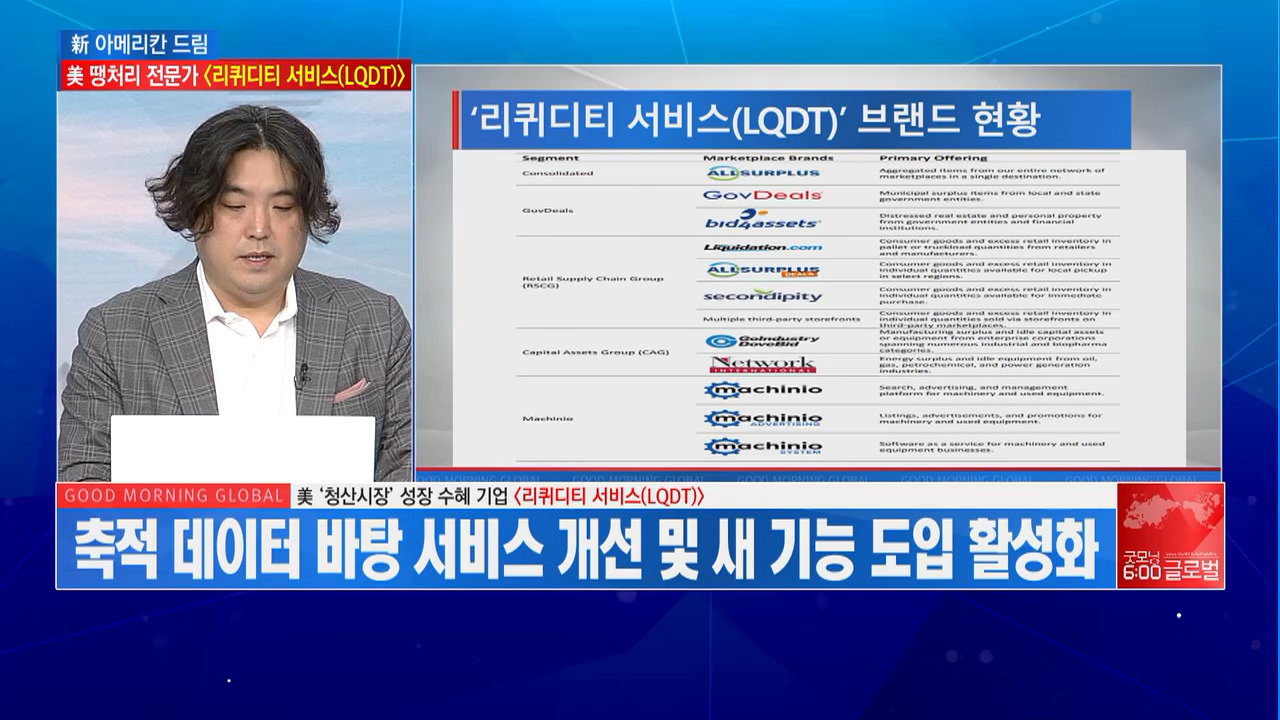 新 아메리칸 드림
美 땡처리 전문가 <리퀴디티 서비스(LQDT)>
‘리퀴디티 서비스(LQDT)’ 브랜드 현황
Segment Marketplace Brands Primary Offering
Consolidated ALLSURPLUS Aggregated items from our entire network of
marketplaces in a single destination.
GovDeals GovDeals Municipal surplus items from local and state
government entities.
bid4assets Distressed real estate and personal property
from government entities and financial
institutions.
Retail Supply Chain Group
(RSCG)
Liquidation.com Consumer goods and excess retail inventory in
pallet or truckload quantities from retailers
and manufacturers.
ALLSURPLUS DEALS Consumer goods and excess retail inventory in
individual quantities available for local pickup
in select regions.
secondipity Consumer goods and excess retail inventory in
individual quantities available for immediate
purchase.
Multiple third-party storefronts Consumer goods and excess retail inventory in
individual quantities sold via storefronts on
third-party marketplaces.
Capital Assets Group (CAG) GoIndustry DoveBid Manufacturing surplus and idle capital assets
or equipment from enterprise corporations
spanning numerous industrial and biopharma
categories.
Network INTERNATIONAL Energy surplus and idle equipment from oil,
gas, petrochemical, and power generation
industries.
Machinio machinio Search, advertising, and management
platform for machinery and used equipment.
machinio ADVERTISING Listings, advertisements, and promotions for
machinery and used equipment.
machinio SYSTEM Software as a service for machinery and used
equipment businesses.
GOOD MORNING GLOBAL 美 ‘청산시장’ 성장 수혜 기업 <리퀴디티 서비스(LQDT)>
축적 데이터 바탕 서비스 개선 및 새 기능 도입 활성화
굿모닝
6:00 글로벌